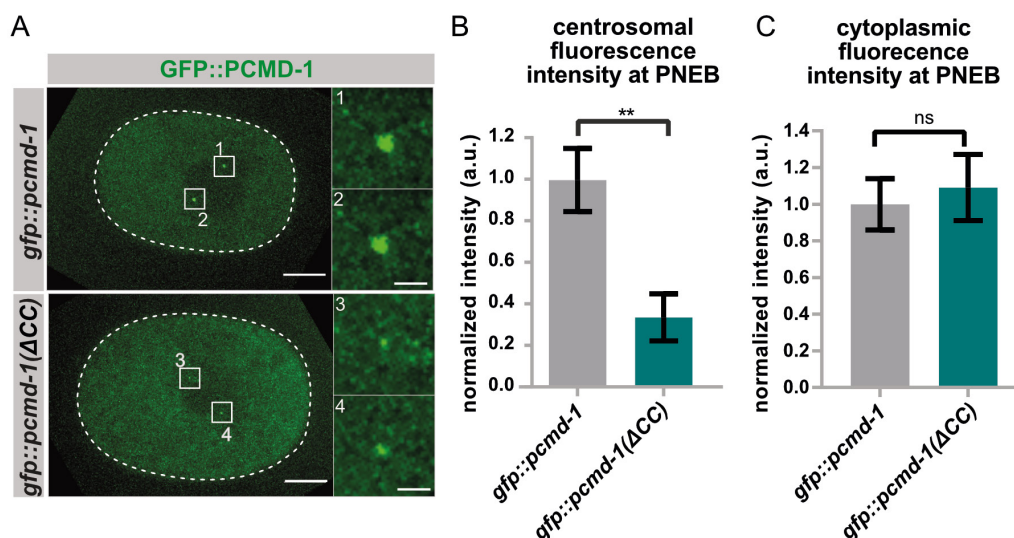 A
GFP::PCMD-1
gfp::pcmd-1
1
2
1
2
gfp::pcmd-1(ΔCC)
3
4
3
4
B
centrosomal
fluorescence
intensity at PNEB
normalized intensity (a.u.)
1.2
1.0
0.8
0.6
0.4
0.2
0.0
**
gfp::pcmd-1
gfp::pcmd-1(ΔCC)
C
cytoplasmic
fluorecence
intensity at PNEB
normalized intensity (a.u.)
1.4
1.2
1.0
0.8
0.6
0.4
0.2
0.0
ns
gfp::pcmd-1
gfp::pcmd-1(ΔCC)